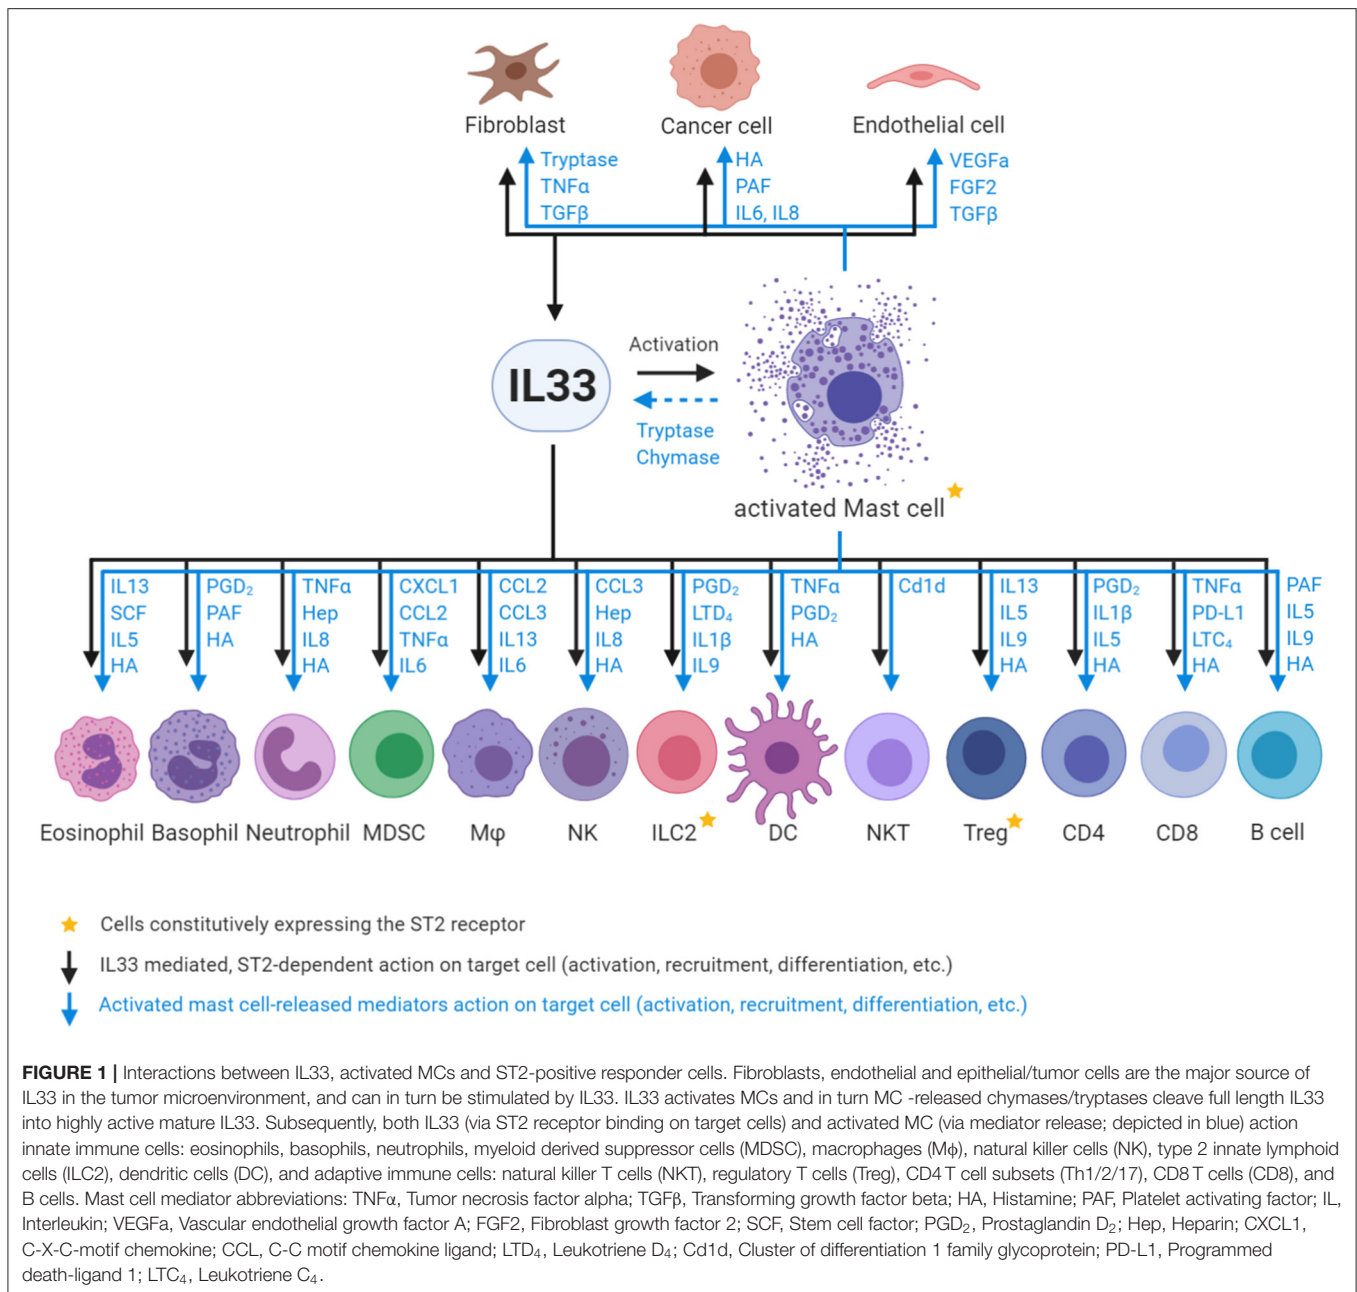 Fibroblast
Cancer cell
Endothelial cell
Tryptase
TNFα
TGFβ
HA
PAF
IL6, IL8
VEGFa
FGF2
TGFβ
IL33
Activation
Tryptase
Chymase
activated Mast cell
IL13
SCF
IL5
HA
PGD₂
PAF
HA
TNFα
Hep
IL8
HA
CXCL1
CCL2
TNFα
IL6
CCL2
CCL3
IL13
IL6
CCL3
Hep
IL8
HA
PGD₂
LTD₄
IL1β
IL9
TNFα
PGD₂
HA
Cd1d
IL13
IL5
IL9
HA
PGD₂
IL1β
IL5
HA
TNFα
PD-L1
LTC₄
HA
PAF
IL5
IL9
HA
Eosinophil
Basophil
Neutrophil
MDSC
Mφ
NK
ILC2
DC
NKT
Treg
CD4
CD8
B cell
Cells constitutively expressing the ST2 receptor
IL33 mediated, ST2-dependent action on target cell (activation, recruitment, differentiation, etc.)
Activated mast cell-released mediators action on target cell (activation, recruitment, differentiation, etc.)
FIGURE 1 | Interactions between IL33, activated MCs and ST2-positive responder cells. Fibroblasts, endothelial and epithelial/tumor cells are the major source of
IL33 in the tumor microenvironment, and can in turn be stimulated by IL33. IL33 activates MCs and in turn MC -released chymases/tryptases cleave full length IL33
into highly active mature IL33. Subsequently, both IL33 (via ST2 receptor binding on target cells) and activated MC (via mediator release; depicted in blue) action
innate immune cells: eosinophils, basophils, neutrophils, myeloid derived suppressor cells (MDSC), macrophages (Mϕ), natural killer cells (NK), type 2 innate lymphoid
cells (ILC2), dendritic cells (DC), and adaptive immune cells: natural killer T cells (NKT), regulatory T cells (Treg), CD4 T cell subsets (Th1/2/17), CD8 T cells (CD8), and
B cells. Mast cell mediator abbreviations: TNFα, Tumor necrosis factor alpha; TGFβ, Transforming growth factor beta; HA, Histamine; PAF, Platelet activating factor; IL,
Interleukin; VEGFa, Vascular endothelial growth factor A; FGF2, Fibroblast growth factor 2; SCF, Stem cell factor; PGD₂, Prostaglandin D₂; Hep, Heparin; CXCL1,
C-X-C-motif chemokine; CCL, C-C motif chemokine ligand; LTD₄, Leukotriene D₄; Cd1d, Cluster of differentiation 1 family glycoprotein; PD-L1, Programmed
death-ligand 1; LTC₄, Leukotriene C₄.